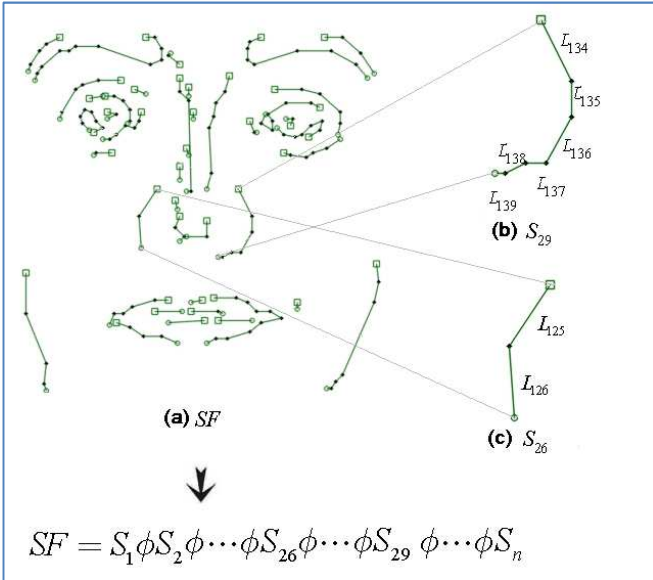 L₁₃₄
L₁₃₅
L₁₃₆
L₁₃₈
L₁₃₇
L₁₃₉
(b) S₂₉
L₁₂₅
L₁₂₆
(a) SF
(c) S₂₆
SF = S₁ϕS₂ϕ⋯ϕS₂₆ϕ⋯ϕS₂₉ ϕ⋯ϕSₙ